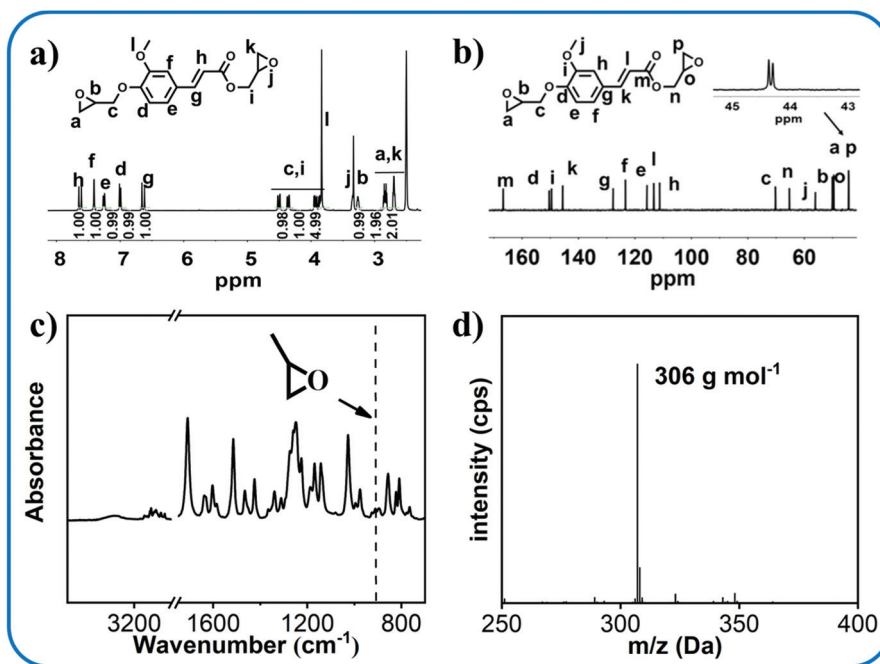 a)
l
O
f
h
O
k
O
b
O
g
O
j
O
a
c
d
e
i
l
c,i
a,k
f
d
h
e
g
j
b
1.00
1.00
0.99
0.99
1.00
0.98
1.00
4.99
0.99
1.96
2.01
8 7 6 5 4 3
ppm
b)
j
O
i
h
l
O
p
O
b
O
g
m
O
o
O
a
c
d
e
f
k
n
45 44 43
ppm
a p
m
d
i
k
g
f
e
l
h
c
n
j
b
o
160 140 120 100 80 60
ppm
c)
O
Absorbance
3200 1600 1200 800
Wavenumber (cm-1)
d)
306 g mol-1
intensity (cps)
250 300 350 400
m/z (Da)